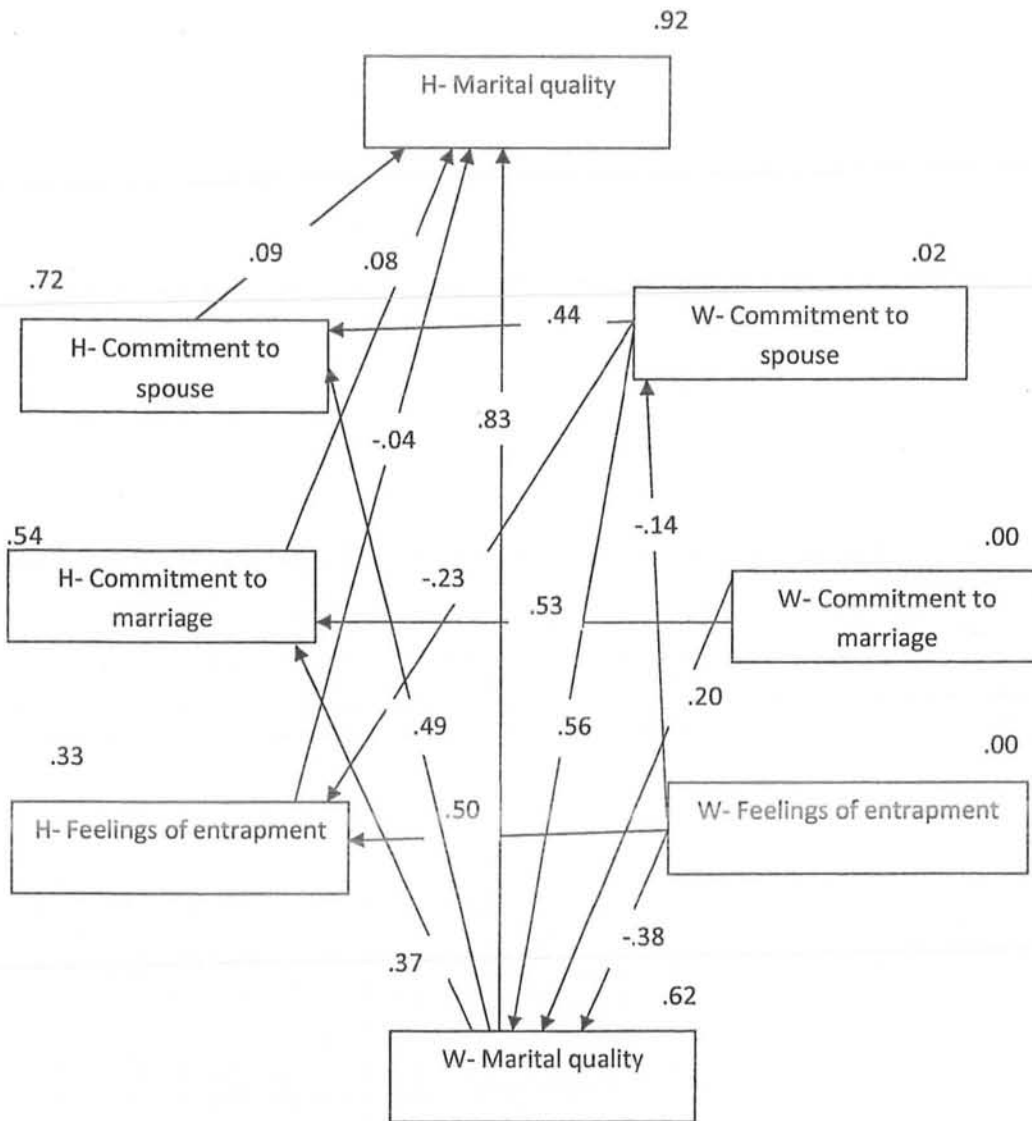 .92
H- Marital quality
.09
.08
.02
.72
.44
W- Commitment to
spouse
H- Commitment to
spouse
.83
-.04
-.14
.54
.00
H- Commitment to
marriage
-.23
.53
W- Commitment to
marriage
.20
.49
.56
.33
.00
H- Feelings of entrapment
.50
W- Feelings of entrapment
-.38
.37
.62
W- Marital quality